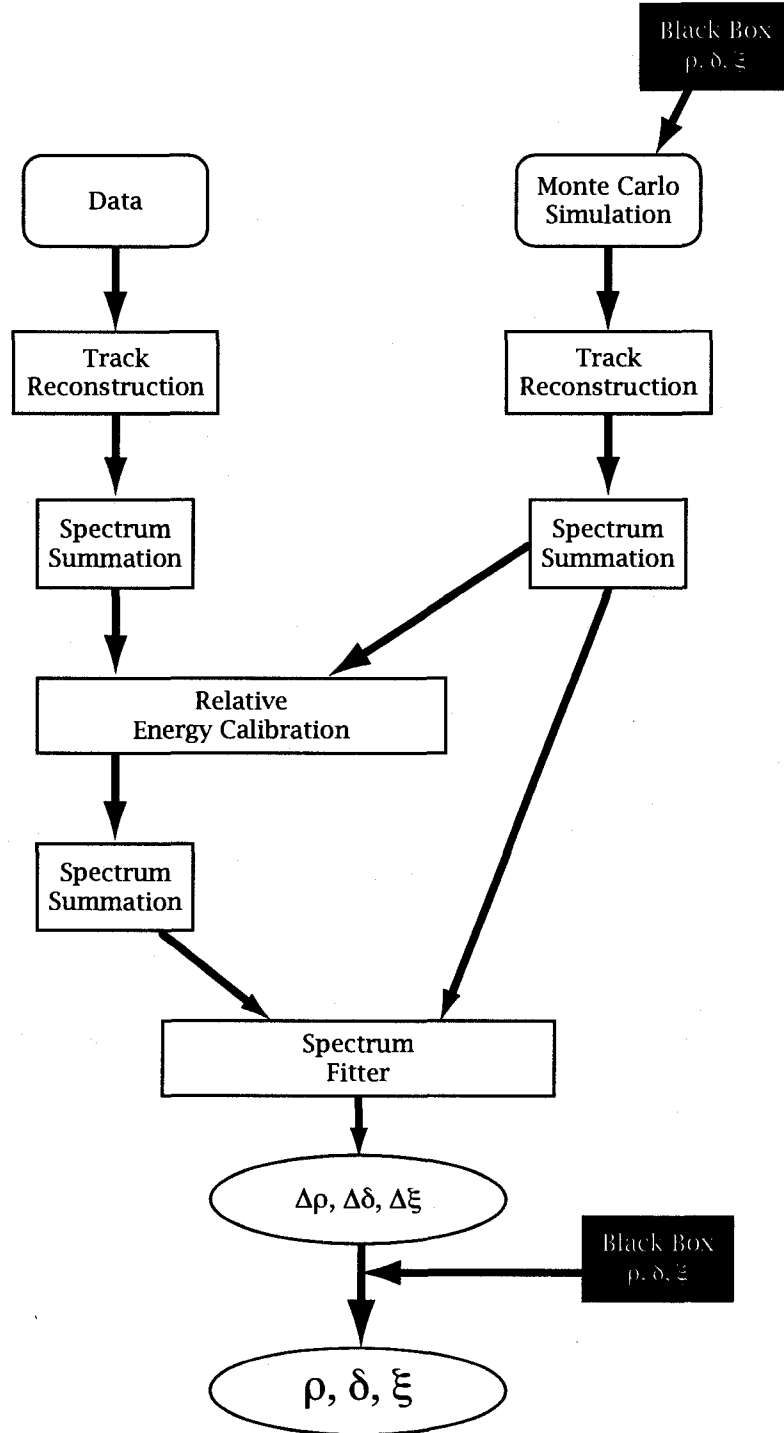 Black Box
ρ, δ, ξ
Data
Monte Carlo
Simulation
Track
Reconstruction
Track
Reconstruction
Spectrum
Summation
Spectrum
Summation
Relative
Energy Calibration
Spectrum
Summation
Spectrum
Fitter
Δρ, Δδ, Δξ
Black Box
ρ, δ, ξ
ρ, δ, ξ